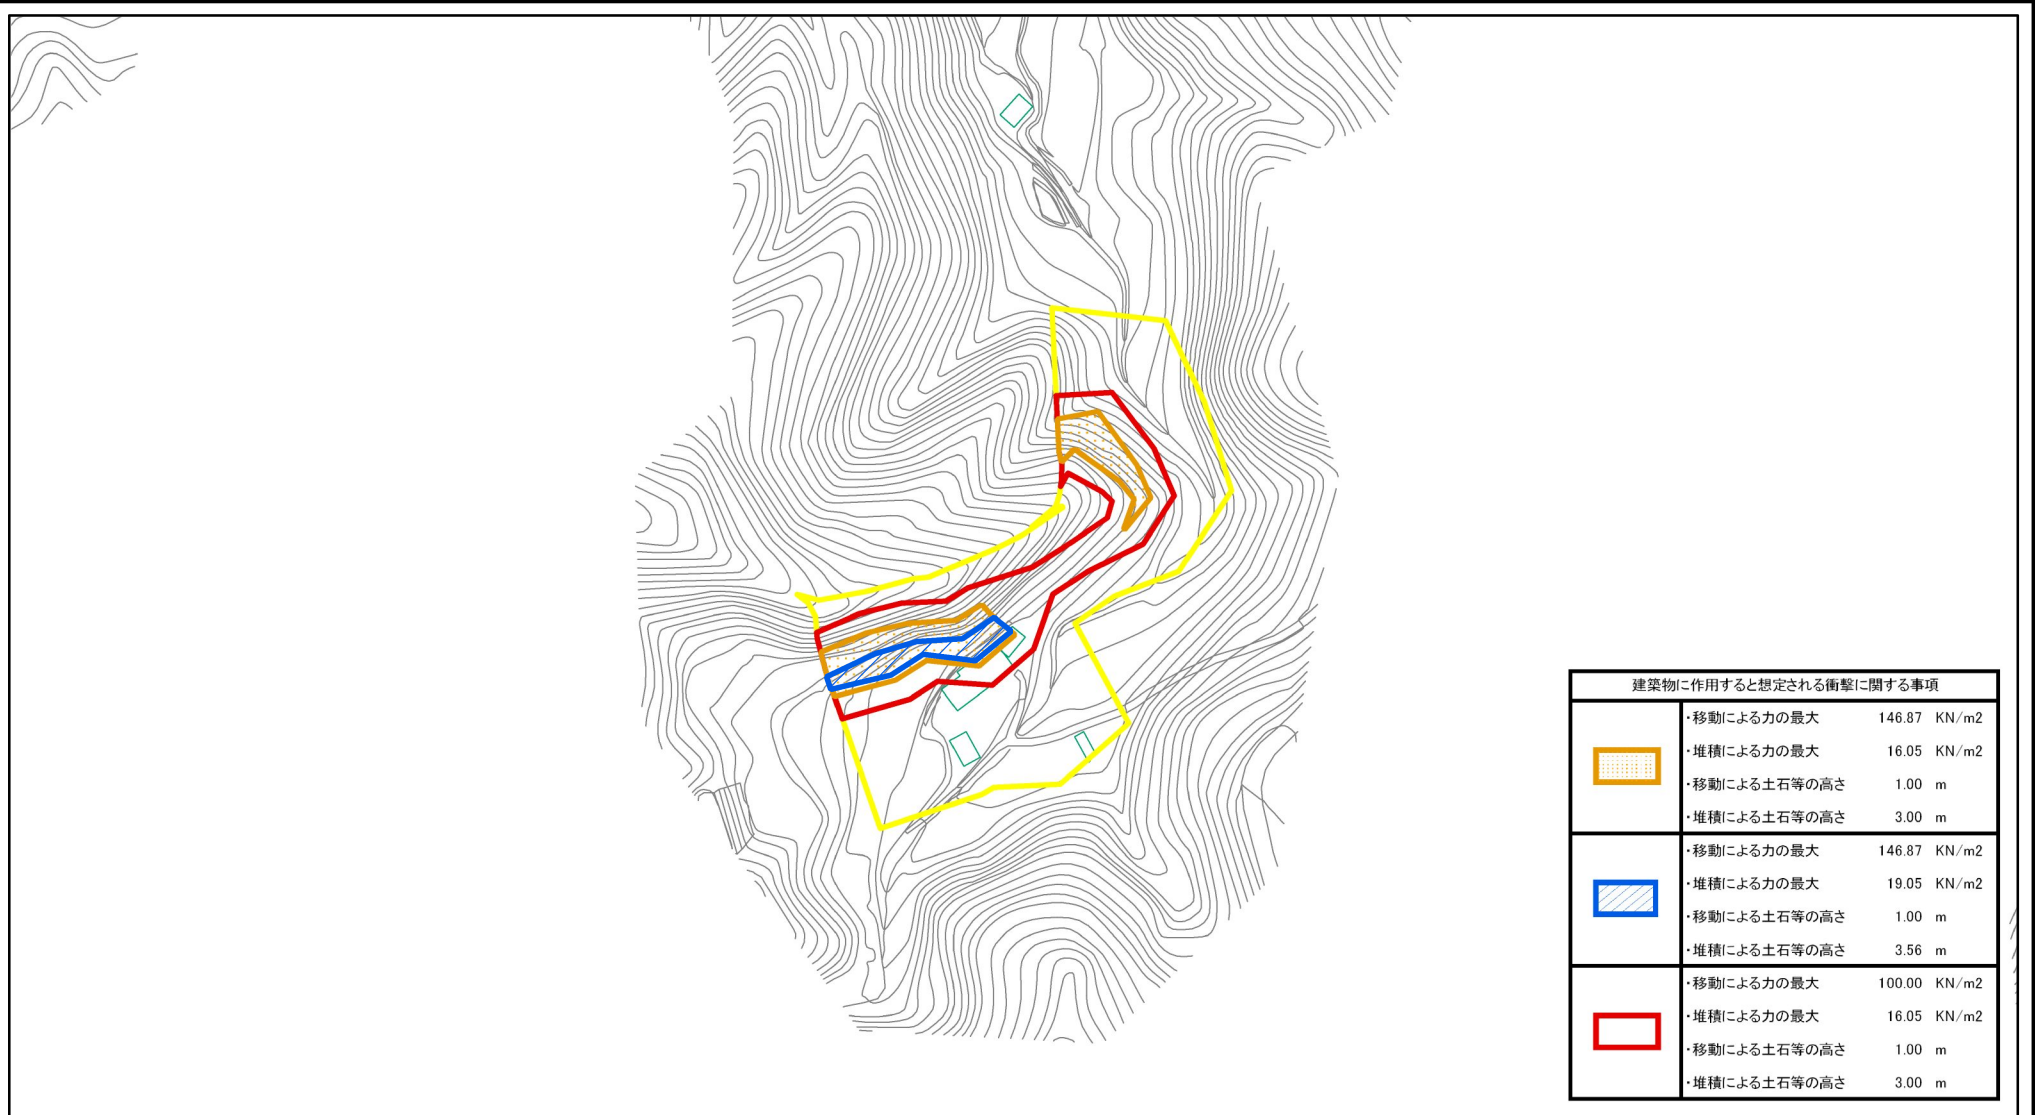 建築物に作用すると想定される衝撃に関する事項
・移動による力の最大 146.87 KN/m2
・堆積による力の最大 16.05 KN/m2
・移動による土石等の高さ 1.00 m
・堆積による土石等の高さ 3.00 m
・移動による力の最大 146.87 KN/m2
・堆積による力の最大 19.05 KN/m2
・移動による土石等の高さ 1.00 m
・堆積による土石等の高さ 3.56 m
・移動による力の最大 100.00 KN/m2
・堆積による力の最大 16.05 KN/m2
・移動による土石等の高さ 1.00 m
・堆積による土石等の高さ 3.00 m